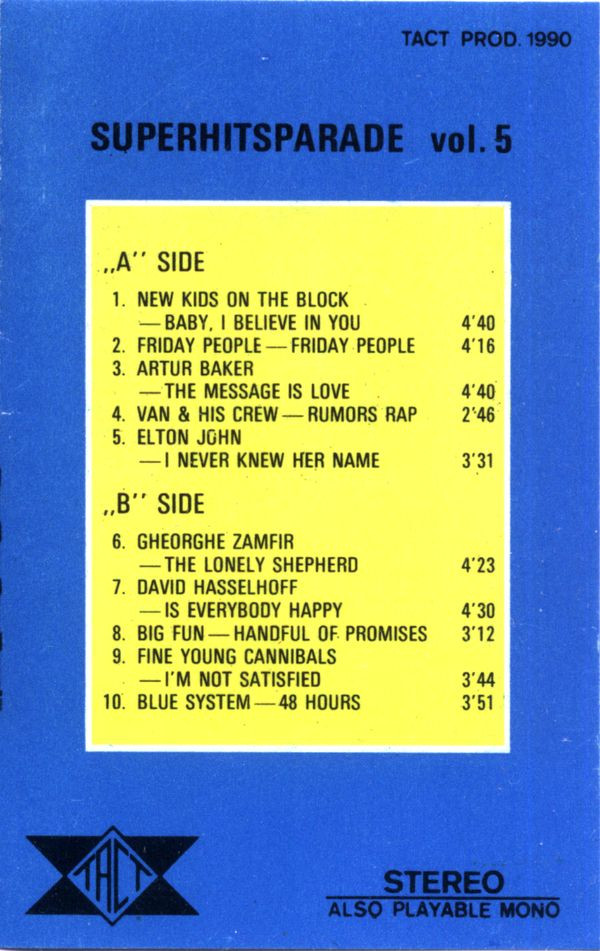 TACT PROD. 1990
SUPERHITSPARADE vol. 5
„A'' SIDE
1. NEW KIDS ON THE BLOCK
— BABY, I BELIEVE IN YOU 4'40
2. FRIDAY PEOPLE — FRIDAY PEOPLE 4'16
3. ARTUR BAKER
— THE MESSAGE IS LOVE 4'40
4. VAN & HIS CREW — RUMORS RAP 2'46
5. ELTON JOHN
— I NEVER KNEW HER NAME 3'31
„B'' SIDE
6. GHEORGHE ZAMFIR
— THE LONELY SHEPHERD 4'23
7. DAVID HASSELHOFF
— IS EVERYBODY HAPPY 4'30
8. BIG FUN — HANDFUL OF PROMISES 3'12
9. FINE YOUNG CANNIBALS
— I'M NOT SATISFIED 3'44
10. BLUE SYSTEM — 48 HOURS 3'51
TACT
STEREO
ALSO PLAYABLE MONO